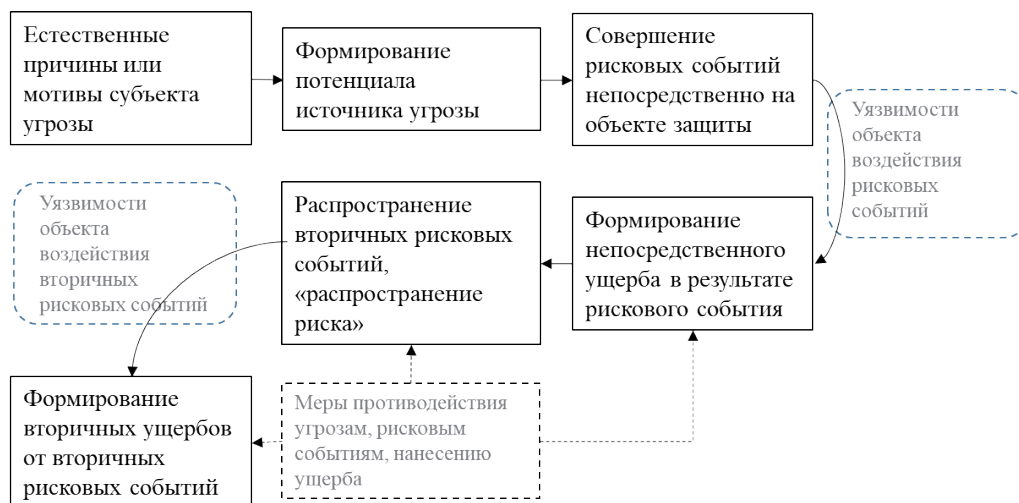 Естественные
причины или
мотивы субъекта
угрозы
Формирование
потенциала
источника угрозы
Совершение
рисковых событий
непосредственно на
объекте защиты
Уязвимости
объекта
воздействия
рисковых
событий
Формирование
непосредственного
ущерба в результате
рискового события
Распространение
вторичных рисковых
событий,
«распространение
риска»
Уязвимости
объекта
воздействия
вторичных
рисковых событий
Формирование
вторичных ущербов
от вторичных
рисковых событий
Меры противодействия
угрозам, рисковым
событиям, нанесению
ущерба